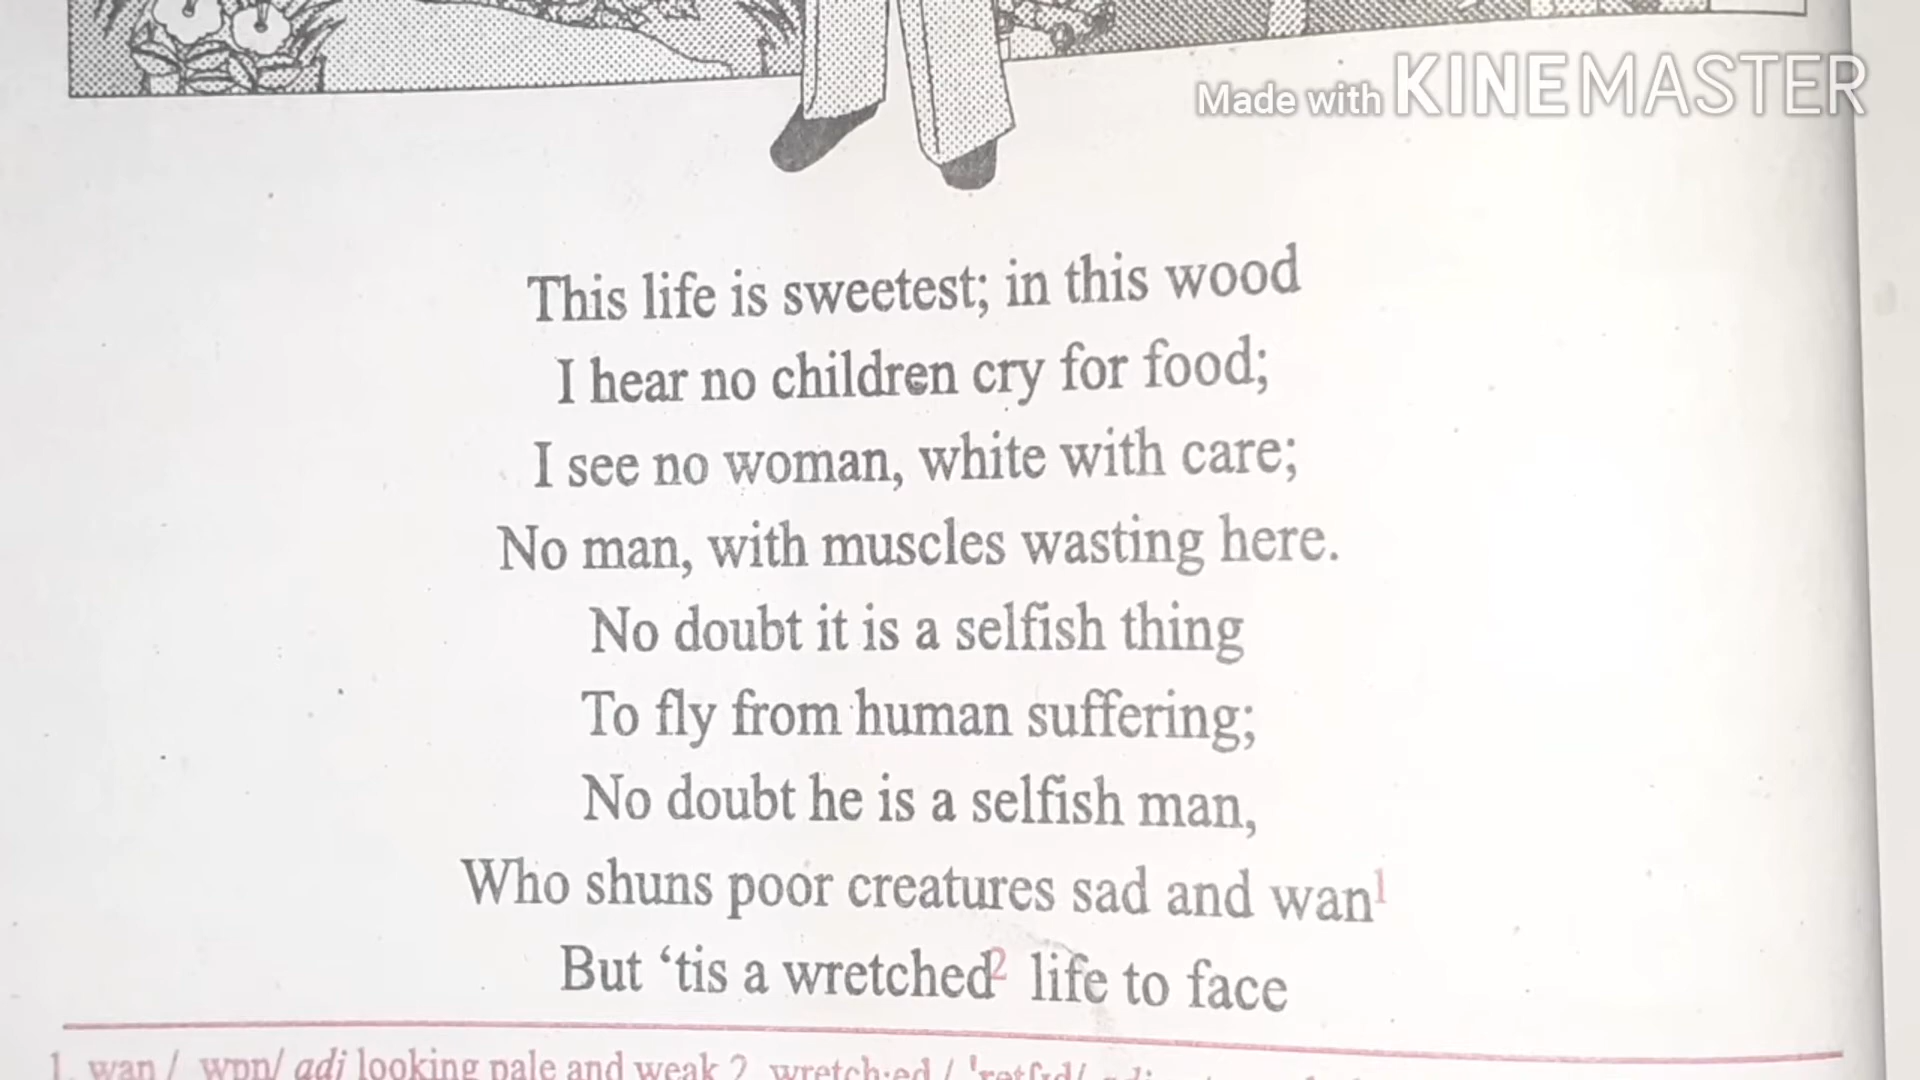 Made with KINEMASTER
This life is sweetest; in this wood
I hear no children cry for food;
I see no woman, white with care;
No man, with muscles wasting here.
No doubt it is a selfish thing
To fly from human suffering;
No doubt he is a selfish man,
Who shuns poor creatures sad and wan1
But ‘tis a wretched2 life to face
1. wan / wɒn/ adj looking pale and weak 2. wretch·ed /